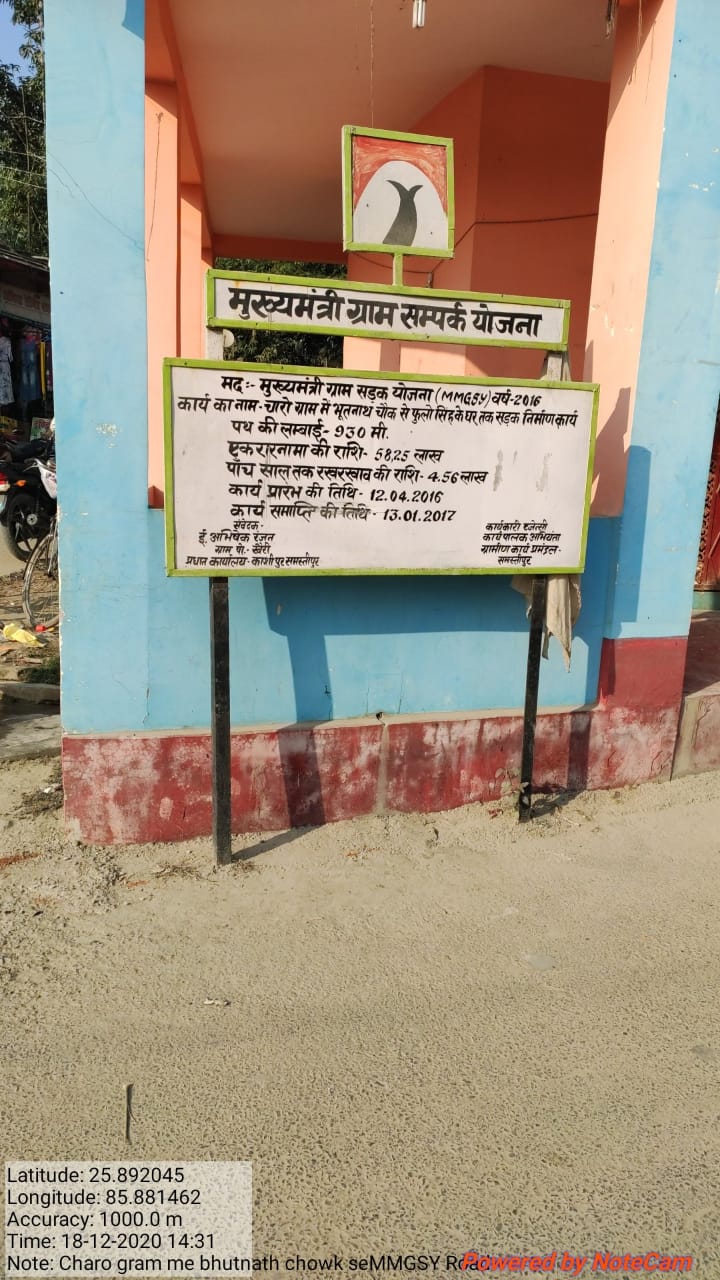 मुख्यमंत्री ग्राम सम्पर्क योजना
मद:- मुख्यमंत्री ग्राम सड़क योजना (MMGSY) वर्ष-2016
कार्य का नाम-चारो ग्राम में भूतनाथ चौक से फुलो सिंह के घर तक सड़क निर्माण कार्य
पथ की लम्बाई- 930 मी.
एकरारनामा की राशि- 58,25 लाख
पाँच साल तक रखरखाव की राशि- 4.56 लाख
कार्य प्रारंभ की तिथि - 12.04.2016
कार्य समाप्ति की तिथि - 13.01.2017
संवेदक-
ई. अभिषेक रंजन
ग्राम पो.- खैरी
प्रधान कार्यालय- काशीपुर समस्तीपुर
कार्यकारी एजेन्सी
कार्यपालक अभियंता
ग्रामीण कार्य प्रमंडल-
समस्तीपुर
Latitude: 25.892045
Longitude: 85.881462
Accuracy: 1000.0 m
Time: 18-12-2020 14:31
Note: Charo gram me bhutnath chowk seMMGSY Road
Powered by NoteCam